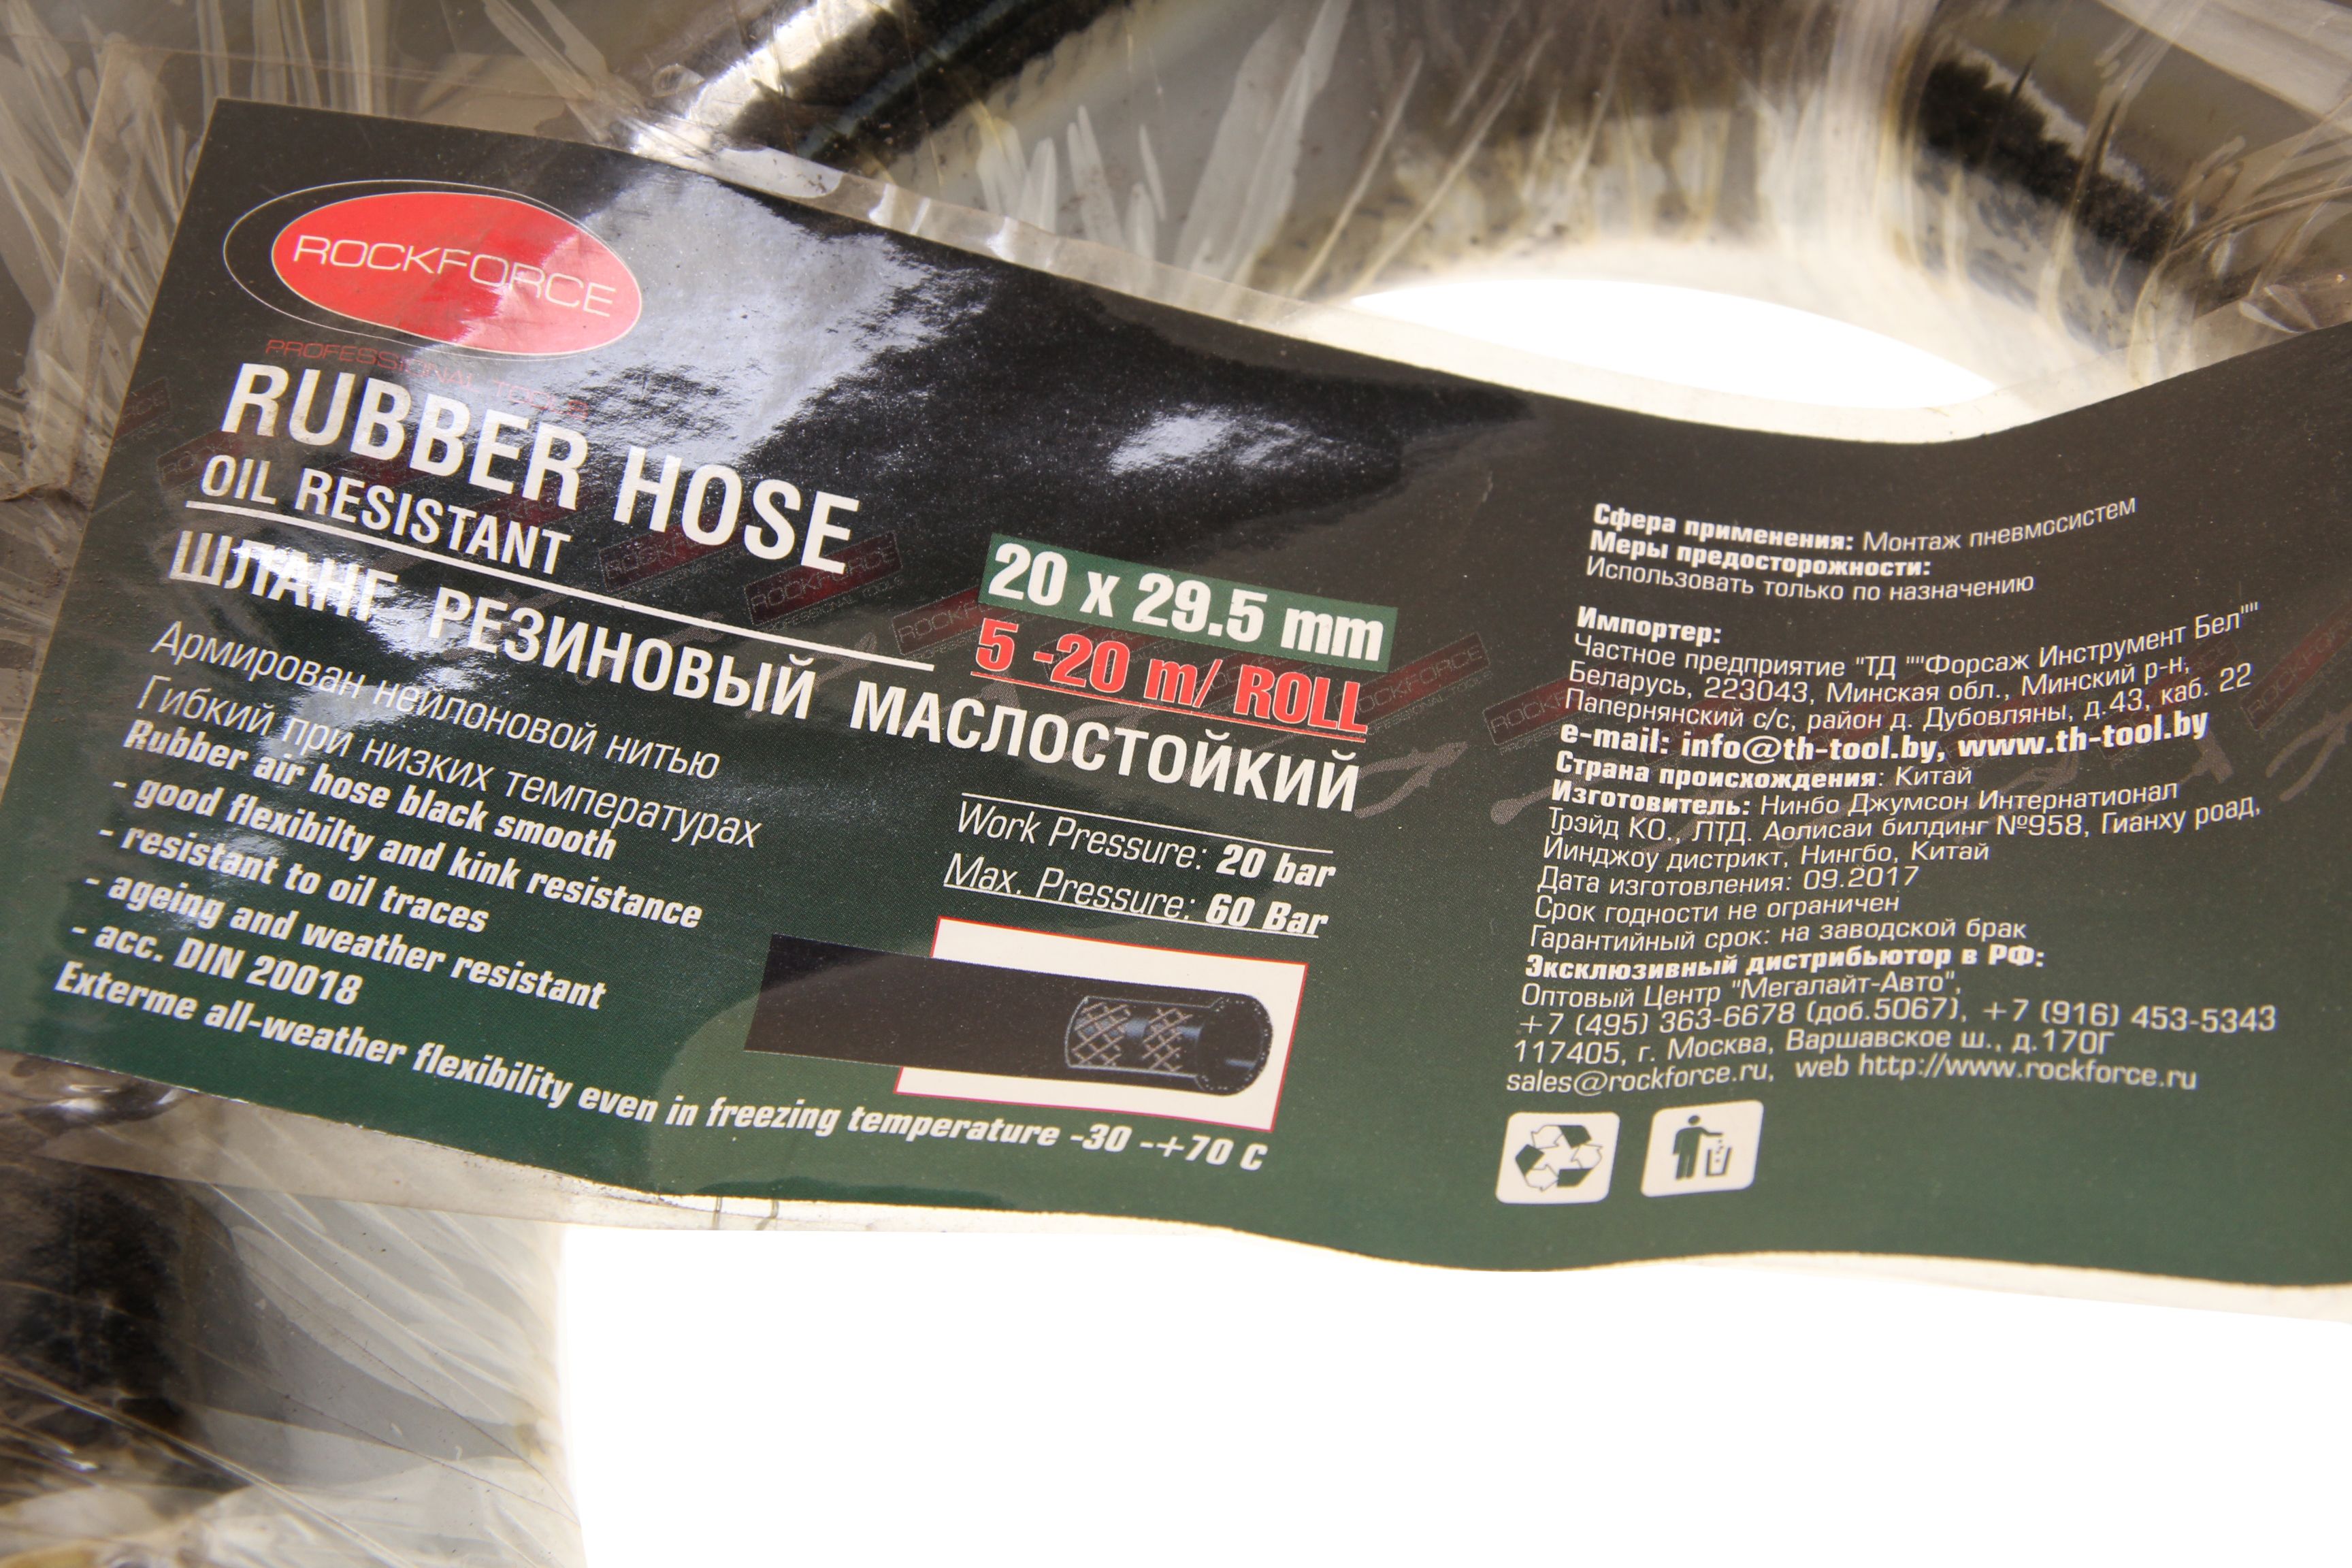 ROCKFORCE
PROFESSIONAL TOOLS
RUBBER HOSE
OIL RESISTANT
ШЛАНГ РЕЗИНОВЫЙ МАСЛОСТОЙКИЙ
20 x 29.5 mm
5 -20 m/ ROLL
Армирован нейлоновой нитью
Гибкий при низких температурах
Rubber air hose black smooth
- good flexibilty and kink resistance
- resistant to oil traces
- ageing and weather resistant
- acc. DIN 20018
Exterme all-weather flexibility even in freezing temperature -30 -+70 C
Work Pressure: 20 bar
Max. Pressure: 60 Bar
Сфера применения: Монтаж пневмосистем
Меры предосторожности:
Использовать только по назначению
Импортер:
Частное предприятие "ТД ""Форсаж Инструмент Бел"""
Беларусь, 223043, Минская обл., Минский р-н,
Папернянский с/с, район д. Дубовляны, д.43, каб. 22
e-mail: info@th-tool.by, www.th-tool.by
Страна происхождения: Китай
Изготовитель: Нинбо Джумсон Интернатионал
Трэйд КО., ЛТД. Аолисаи билдинг №958, Гианху роад,
Йинджоу дистрикт, Нингбо, Китай
Дата изготовления: 09.2017
Срок годности не ограничен
Гарантийный срок: на заводской брак
Эксклюзивный дистрибьютор в РФ:
Оптовый Центр "Мегалайт-Авто",
+7 (495) 363-6678 (доб.5067), +7 (916) 453-5343
117405, г. Москва, Варшавское ш., д.170Г
sales@rockforce.ru, web http://www.rockforce.ru